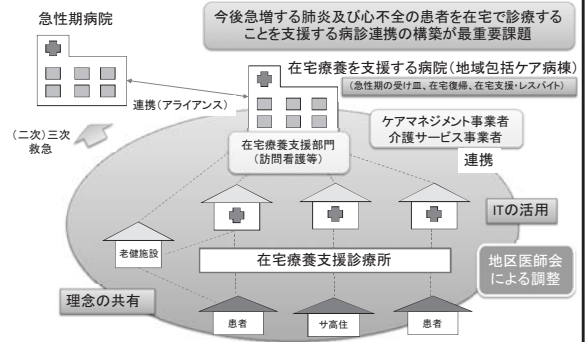 急性期病院
今後急増する肺炎及び心不全の患者を在宅で診療する
ことを支援する病診連携の構築が最重要課題
在宅療養を支援する病院(地域包括ケア病棟)
(急性期の受け皿、在宅復帰、在宅支援・レスパイト)
連携(アライアンス)
(二次)三次
救急
在宅療養支援部門
(訪問看護等)
ケアマネジメント事業者
介護サービス事業者
連携
ITの活用
老健施設
在宅療養支援診療所
地区医師会
による調整
理念の共有
患者
サ高住
患者